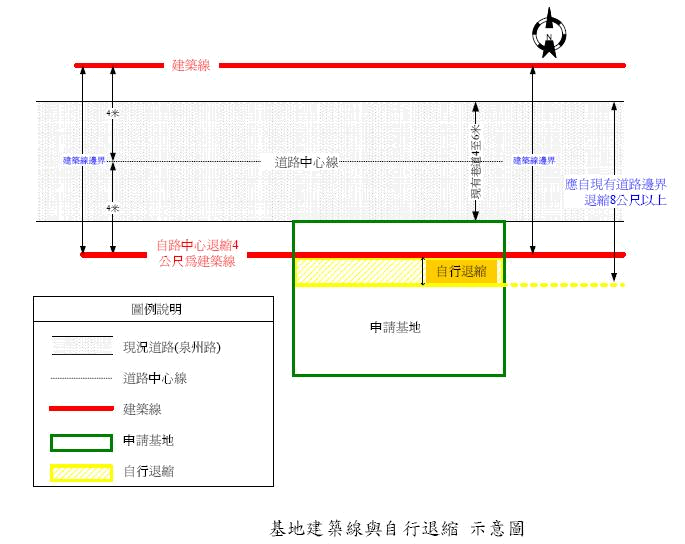 N
建築線
4米
現有巷道4至6米
建築線邊界
道路中心線
建築線邊界
應自現有道路邊界
退縮8公尺以上
4米
自路中心退縮4
公尺為建築線
自行退縮
申請基地
圖例說明
現況道路(泉州路)
道路中心線
建築線
申請基地
自行退縮
基地建築線與自行退縮 示意圖